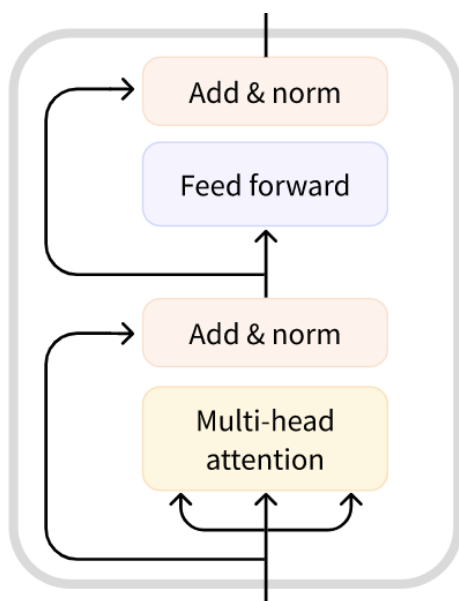 Add & norm
Feed forward
Add & norm
Multi-head
attention